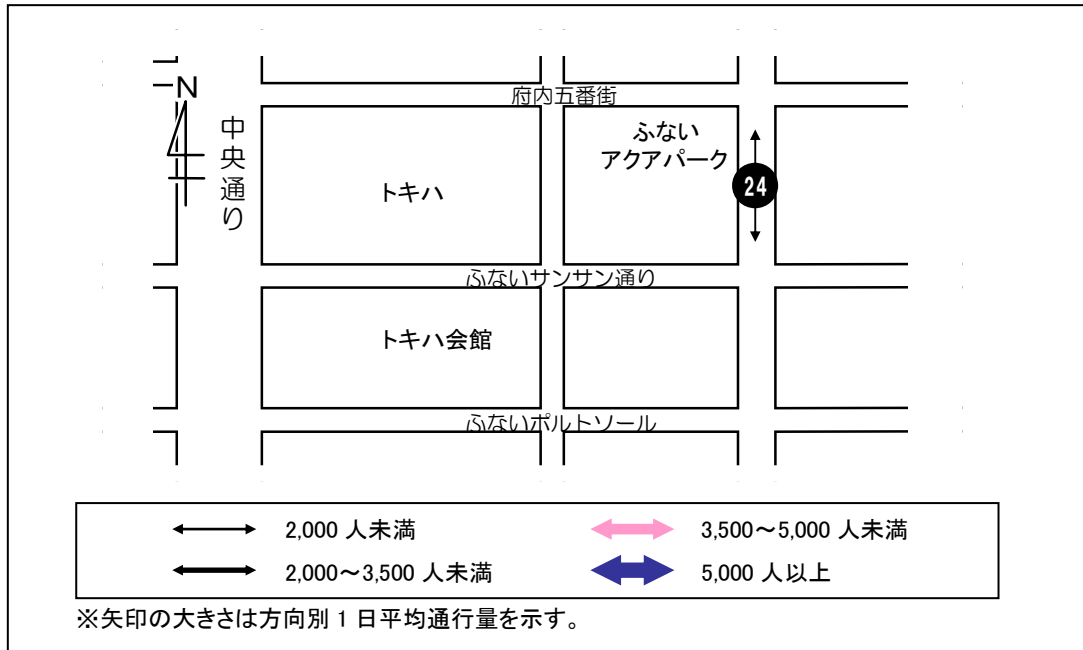 N
府内五番街
中央通り
ふない
アクアパーク
トキハ
24
ふないサンサン通り
トキハ会館
ふないポルトソール
2,000 人未満
3,500～5,000 人未満
2,000～3,500 人未満
5,000 人以上
※矢印の大きさは方向別 1 日平均通行量を示す。